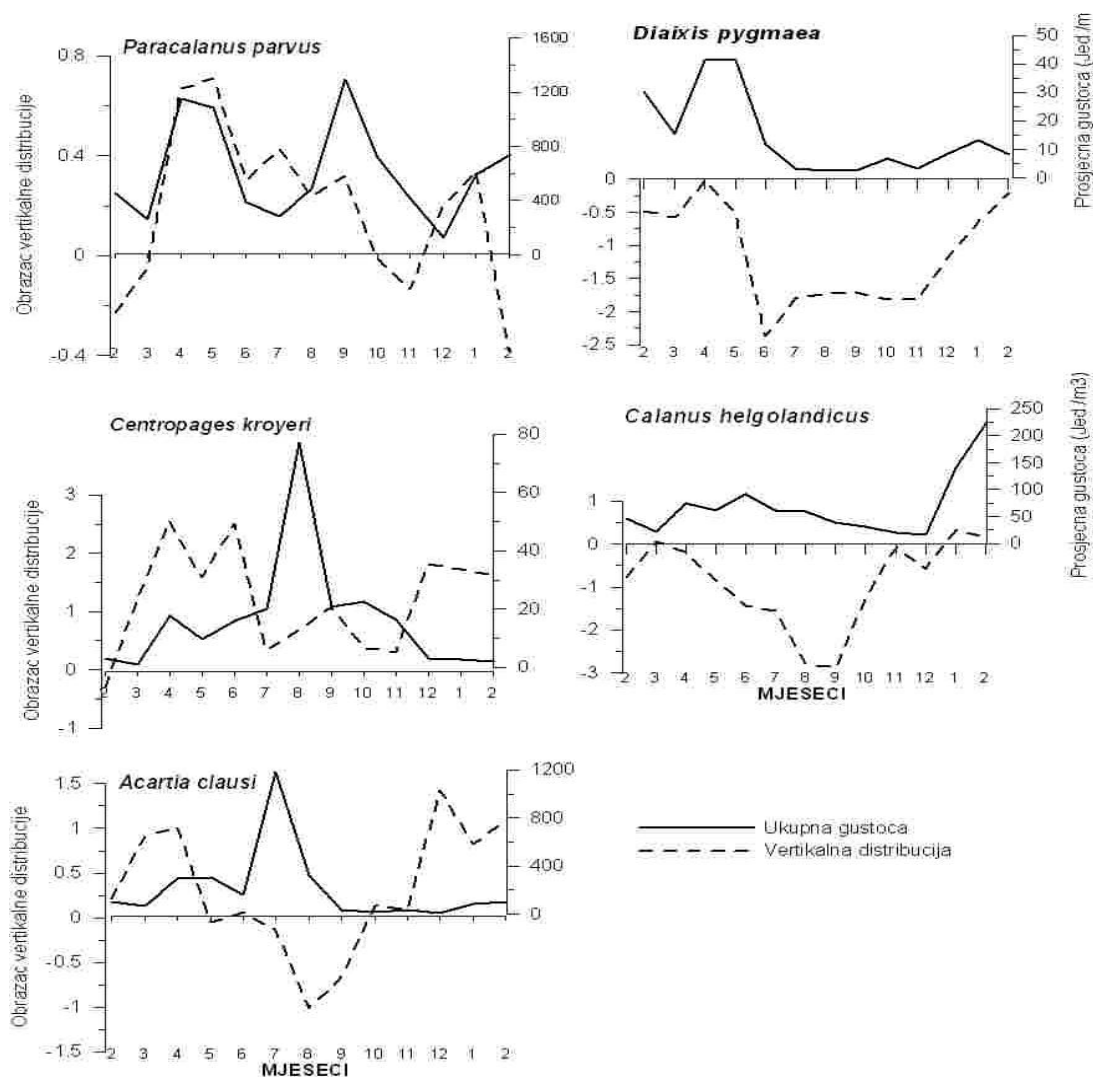 Paracalanus parvus
Obrazac vertikalne distribucije
0.8
0.4
0
-0.4
1600
1200
800
400
0
2 3 4 5 6 7 8 9 10 11 12 1 2
Diaixis pygmaea
Prosjecna gustoca (Jed /m
50
40
30
20
10
0
0
-0.5
-1
-1.5
-2
-2.5
2 3 4 5 6 7 8 9 10 11 12 1 2
Centropages kroyeri
Obrazac vertikalne distribucije
3
2
1
0
-1
80
60
40
20
0
2 3 4 5 6 7 8 9 10 11 12 1 2
Calanus helgolandicus
Prosjecna gustoca (Jed./m3)
1
0
-1
-2
-3
250
200
150
100
50
0
2 3 4 5 6 7 8 9 10 11 12 1 2
MJESECI
Acartia clausi
Obrazac vertikalne distribucije
1.5
1
0.5
0
-0.5
-1
-1.5
1200
800
400
0
2 3 4 5 6 7 8 9 10 11 12 1 2
MJESECI
Ukupna gustoca
Vertikalna distribucija